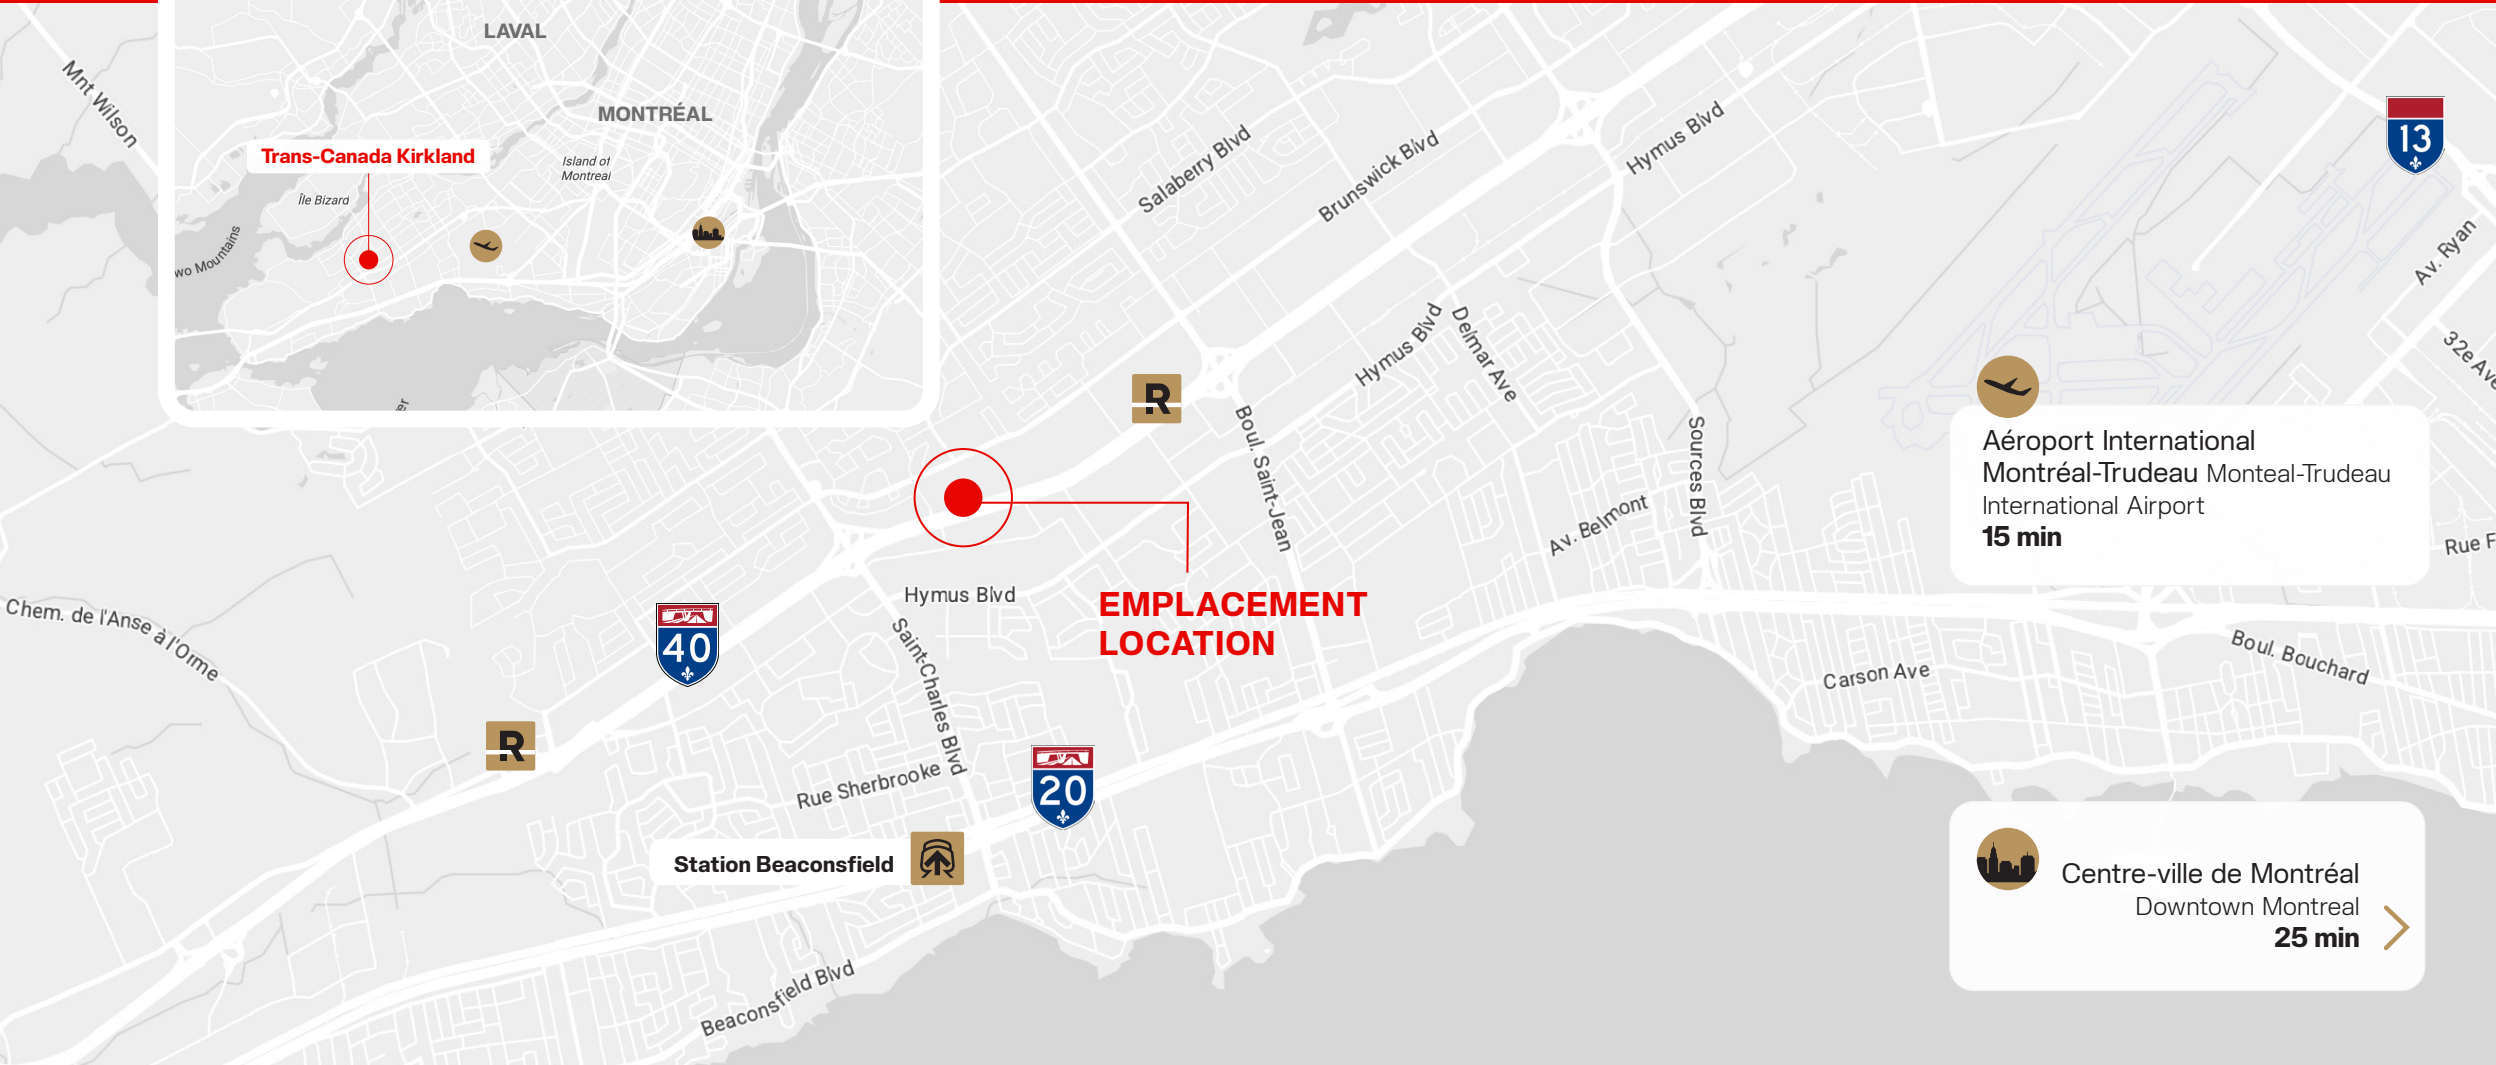 LAVAL
MONTRÉAL
Trans-Canada Kirkland
Island of
Montreal
Île Bizard
wo Mountains
er
Mnt Wilson
Salaberry Blvd
Brunswick Blvd
Hymus Blvd
13
Av. Ryan
32e Ave
Hymus Blvd
Delmar Ave
R
Boul. Saint-Jean
Sources Blvd
Av. Belmont
Aéroport International
Montréal-Trudeau Monteal-Trudeau
International Airport
15 min
Rue F
EMPLACEMENT
LOCATION
Hymus Blvd
Chem. de l'Anse à l'Orme
40
Saint-Charles Blvd
Boul. Bouchard
Carson Ave
R
20
Rue Sherbrooke
Station Beaconsfield
Centre-ville de Montréal
Downtown Montreal
25 min
Beaconsfield Blvd